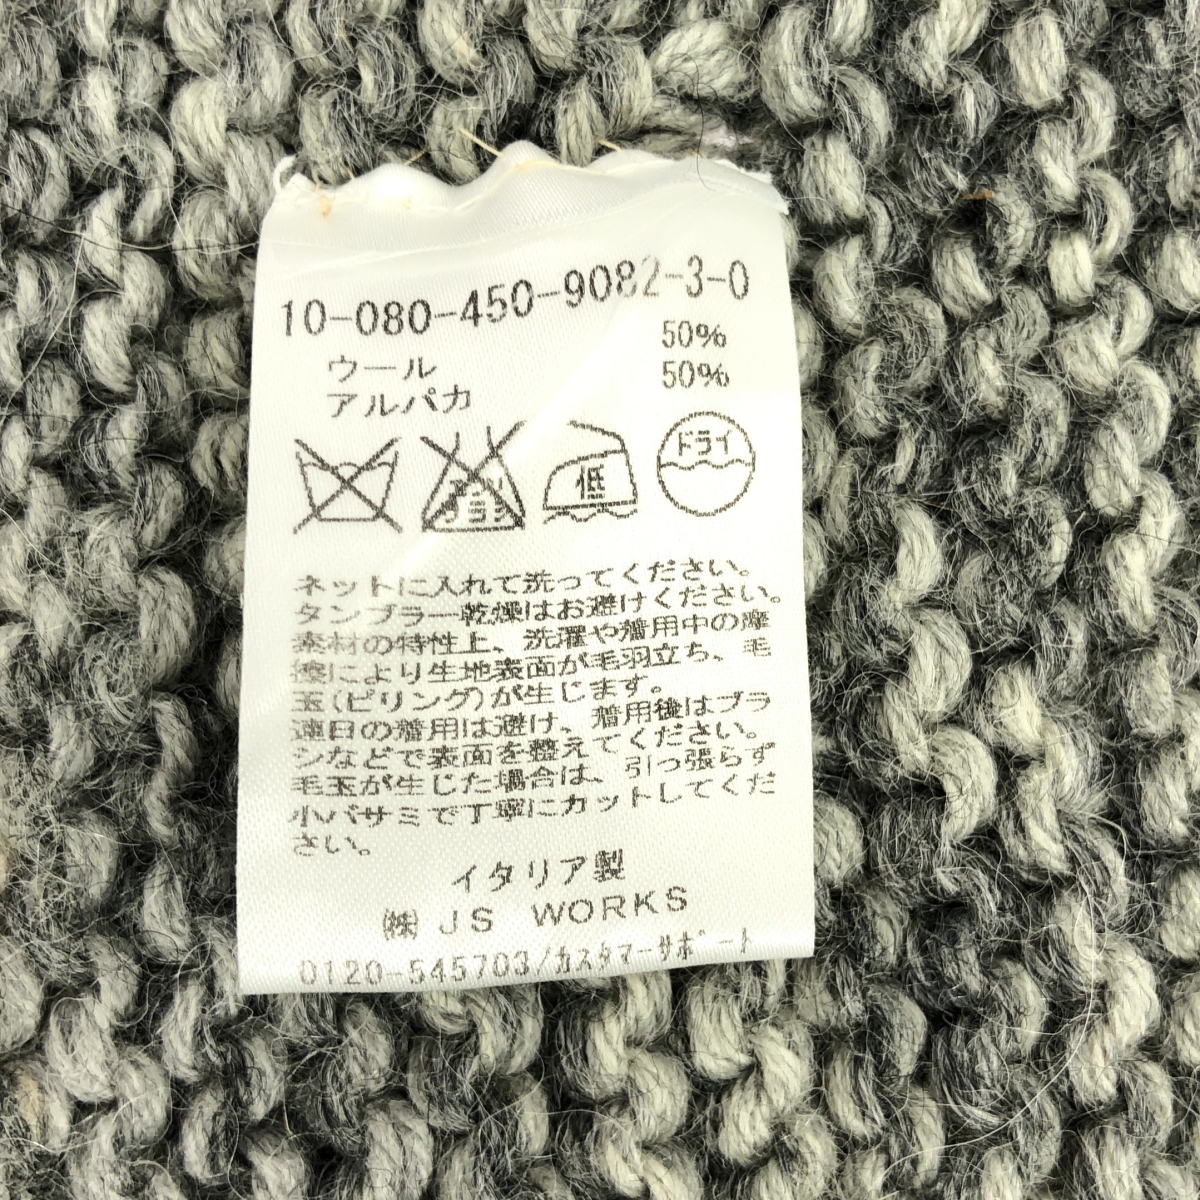 10-080-450-9082-3-0
ウール 50%
アルパカ 50%
エンソ サラシ 低 ドライ
ネットに入れて洗ってください。
タンブラー乾燥はお避けください。
素材の特性上、洗濯や着用中の摩
擦により生地表面が毛羽立ち、毛
玉(ピリング)が生じます。
連日の着用は避け、着用後はブラ
シなどで表面を整えてください。
毛玉が生じた場合は、引っ張らず
小バサミで丁寧にカットしてくだ
さい。
イタリア製
㈱ JS WORKS
0120-545703/カスタマーサポート